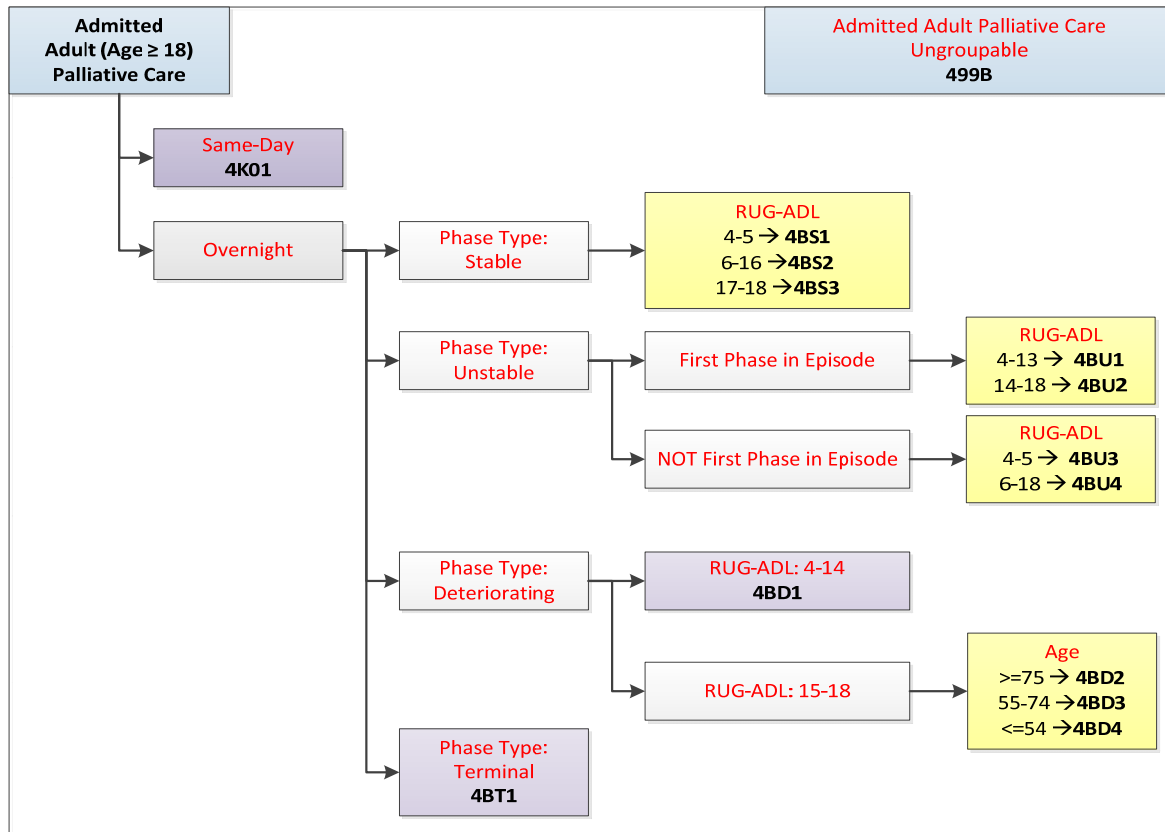 Admitted
Adult (Age ≥ 18)
Palliative Care
Admitted Adult Palliative Care
Ungroupable
499B
Same-Day
4K01
Overnight
Phase Type:
Stable
RUG-ADL
4-5 → 4BS1
6-16 →4BS2
17-18 →4BS3
Phase Type:
Unstable
First Phase in Episode
RUG-ADL
4-13 → 4BU1
14-18 → 4BU2
NOT First Phase in Episode
RUG-ADL
4-5 → 4BU3
6-18 → 4BU4
Phase Type:
Deteriorating
RUG-ADL: 4-14
4BD1
RUG-ADL: 15-18
Age
>=75 → 4BD2
55-74 →4BD3
<=54 →4BD4
Phase Type:
Terminal
4BT1